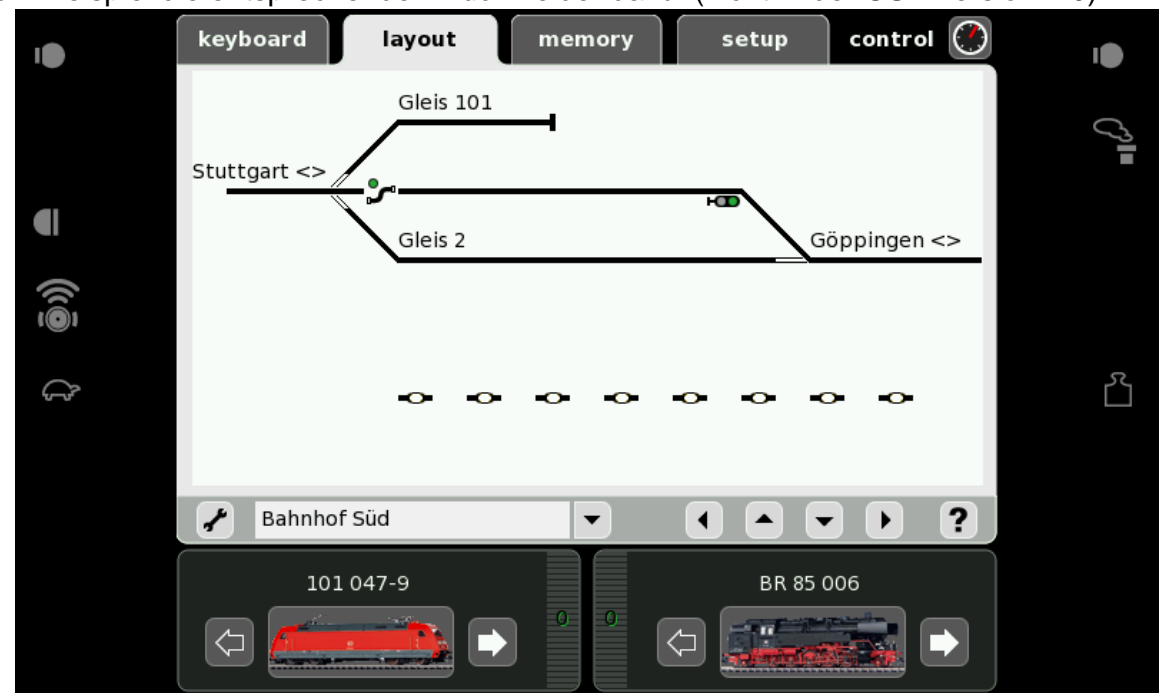 keyboard layout memory setup control
Gleis 101
Stuttgart <>
Gleis 2
Göppingen <>
Bahnhof Süd ?
101 047-9 BR 85 006
0 0